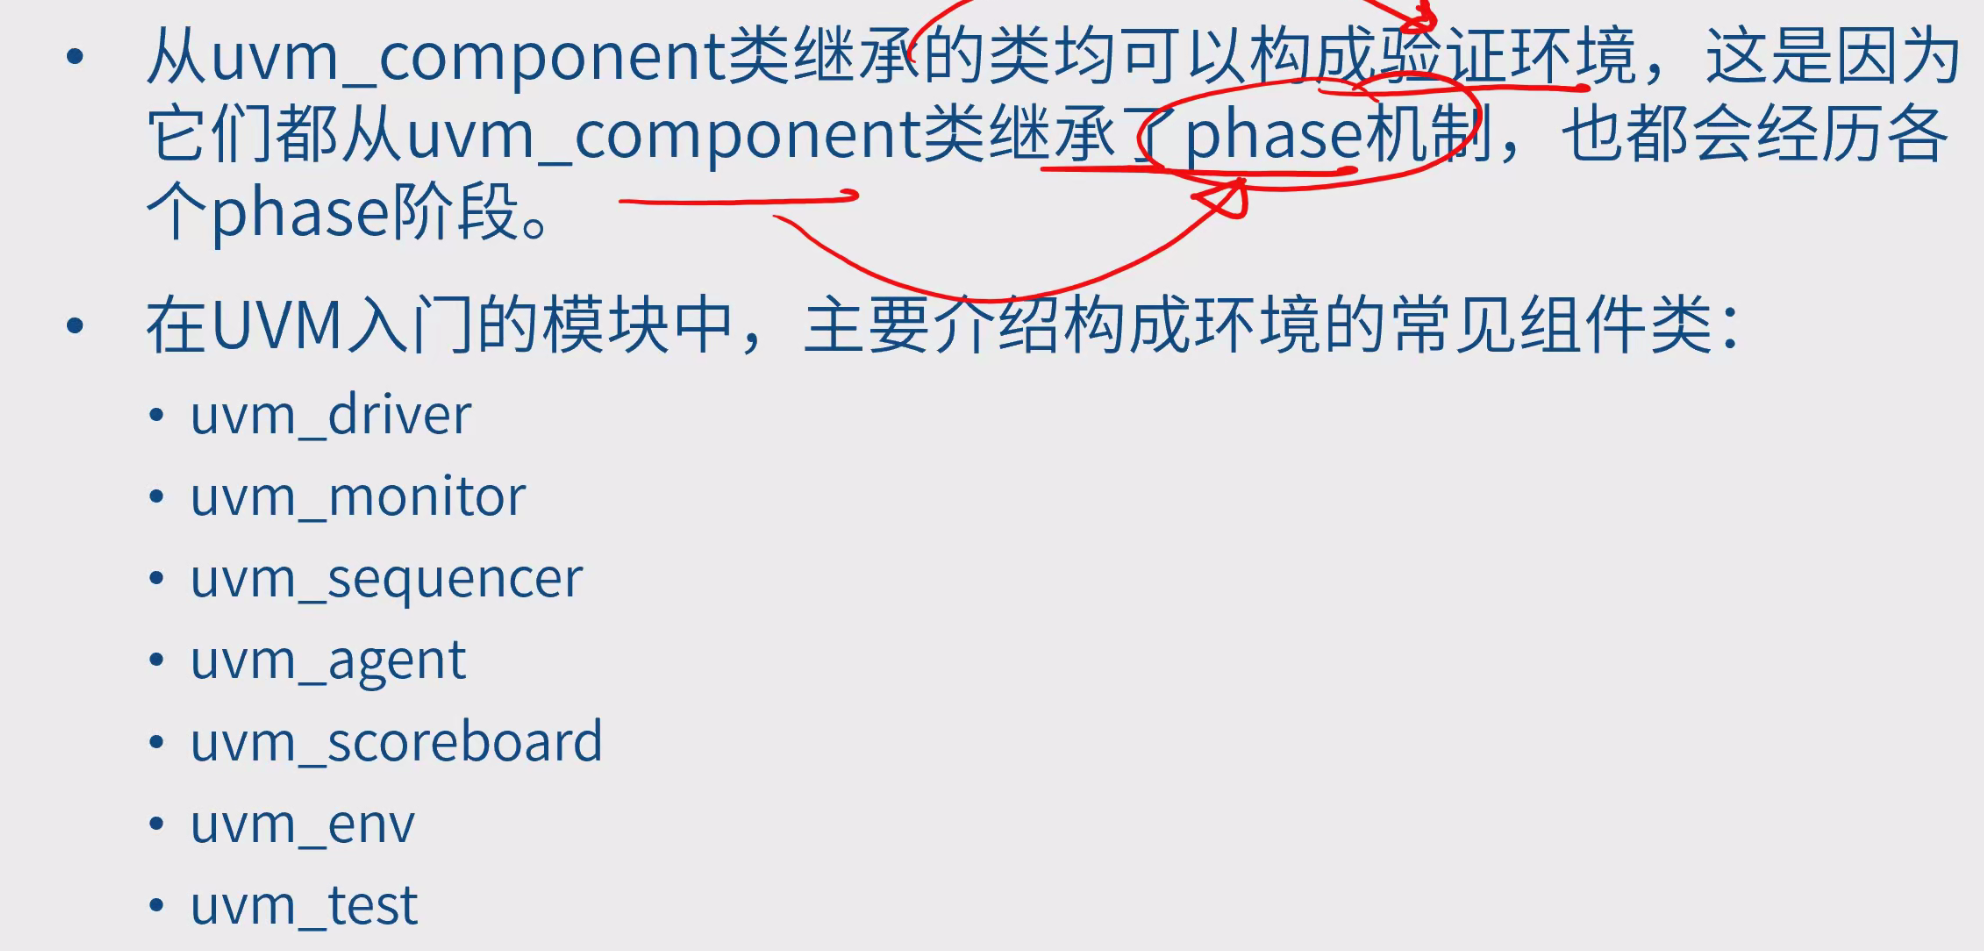 • 从uvm_component类继承的类均可以构成验证环境，这是因为
它们都从uvm_component类继承了phase机制，也都会经历各
个phase阶段。
• 在UVM入门的模块中，主要介绍构成环境的常见组件类：
• uvm_driver
• uvm_monitor
• uvm_sequencer
• uvm_agent
• uvm_scoreboard
• uvm_env
• uvm_test